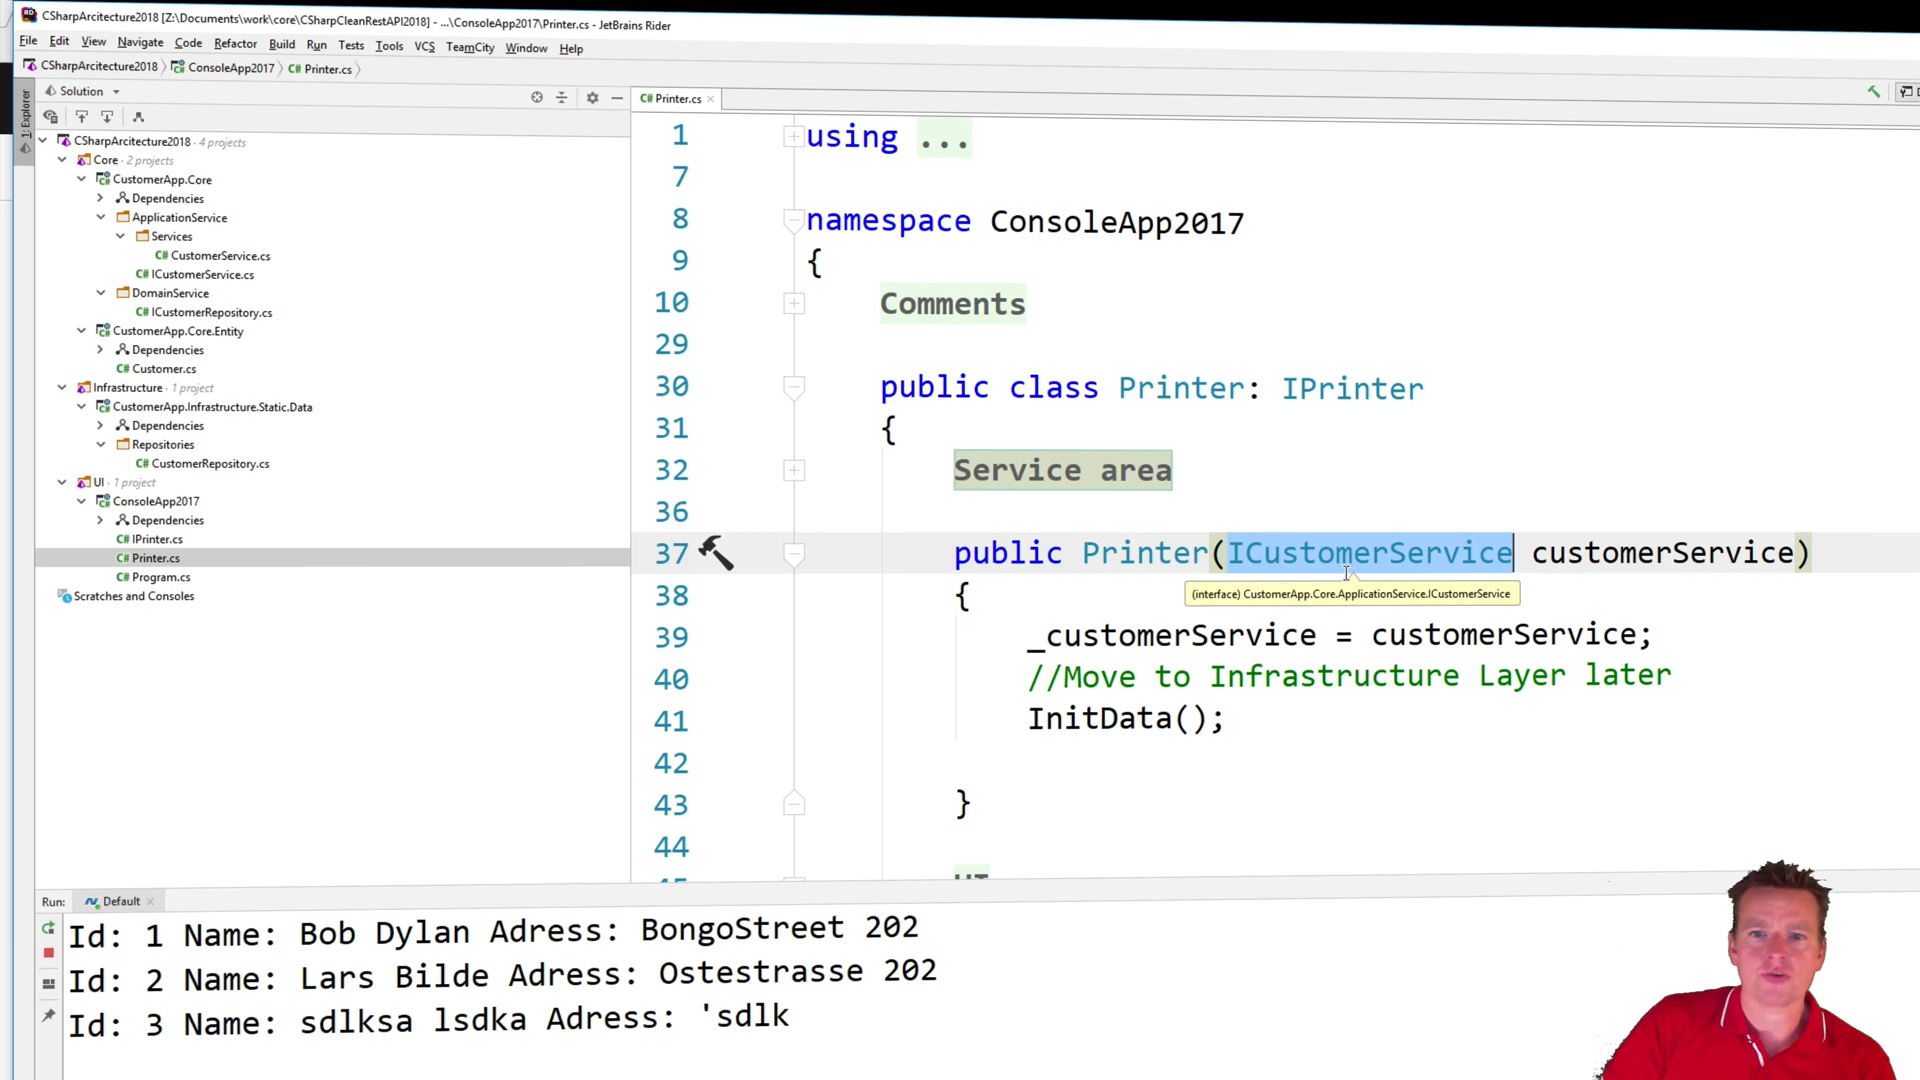 CSharpArcitecture2018 [Z:\Documents\work\core\CSharpCleanRestAPI2018] - ...\ConsoleApp2017\Printer.cs - JetBrains Rider
File Edit View Navigate Code Refactor Build Run Tests Tools VCS TeamCity Window Help
CSharpArcitecture2018 ConsoleApp2017 C# Printer.cs
1: Explorer
Solution
CSharpArcitecture2018 · 4 projects
Core · 2 projects
CustomerApp.Core
Dependencies
ApplicationService
Services
C# CustomerService.cs
C# ICustomerService.cs
DomainService
C# ICustomerRepository.cs
CustomerApp.Core.Entity
Dependencies
C# Customer.cs
Infrastructure · 1 project
CustomerApp.Infrastructure.Static.Data
Dependencies
Repositories
C# CustomerRepository.cs
UI · 1 project
ConsoleApp2017
Dependencies
C# IPrinter.cs
C# Printer.cs
C# Program.cs
Scratches and Consoles
C# Printer.cs
1 using ...
7
8 namespace ConsoleApp2017
9 {
10 Comments
29
30 public class Printer: IPrinter
31 {
32 Service area
36
37 public Printer(ICustomerService customerService)
(interface) CustomerApp.Core.ApplicationService.ICustomerService
38 {
39 _customerService = customerService;
40 //Move to Infrastructure Layer later
41 InitData();
42
43 }
44
Run: Default
Id: 1 Name: Bob Dylan Adress: BongoStreet 202
Id: 2 Name: Lars Bilde Adress: Ostestrasse 202
Id: 3 Name: sdlksa lsdka Adress: 'sdlk